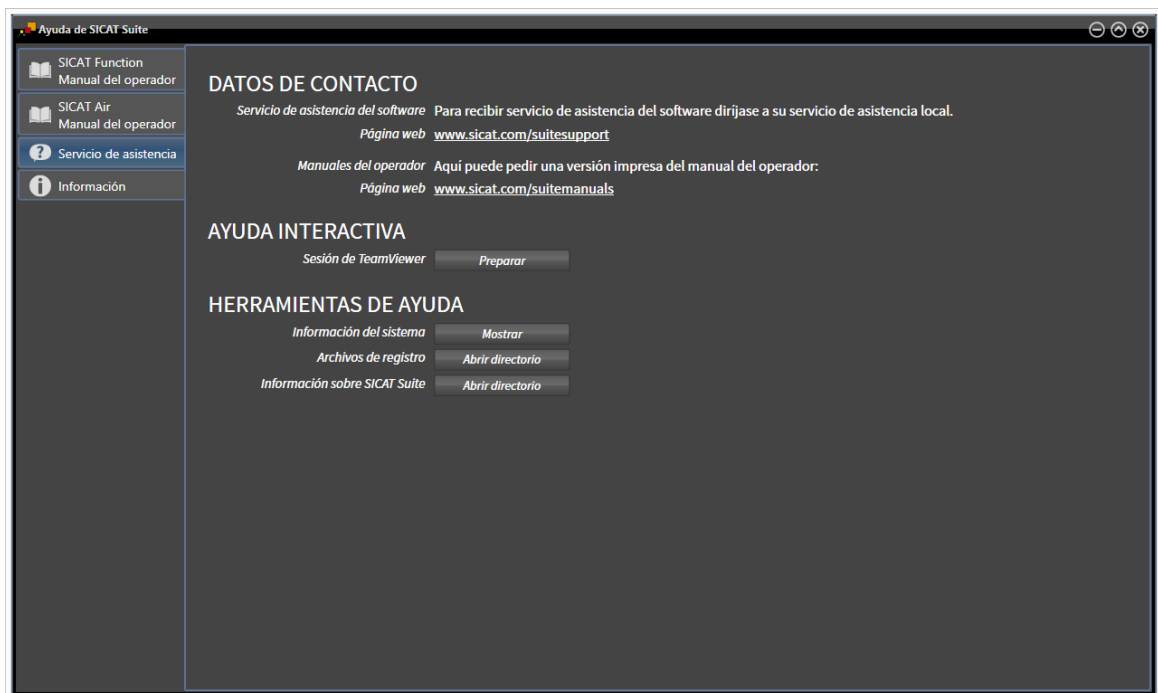 Ayuda de SICAT Suite
SICAT Function
Manual del operador
SICAT Air
Manual del operador
Servicio de asistencia
Información
DATOS DE CONTACTO
Servicio de asistencia del software Para recibir servicio de asistencia del software diríjase a su servicio de asistencia local.
Página web www.sicat.com/suitesupport
Manuales del operador Aquí puede pedir una versión impresa del manual del operador:
Página web www.sicat.com/suitemanuals
AYUDA INTERACTIVA
Sesión de TeamViewer Preparar
HERRAMIENTAS DE AYUDA
Información del sistema Mostrar
Archivos de registro Abrir directorio
Información sobre SICAT Suite Abrir directorio